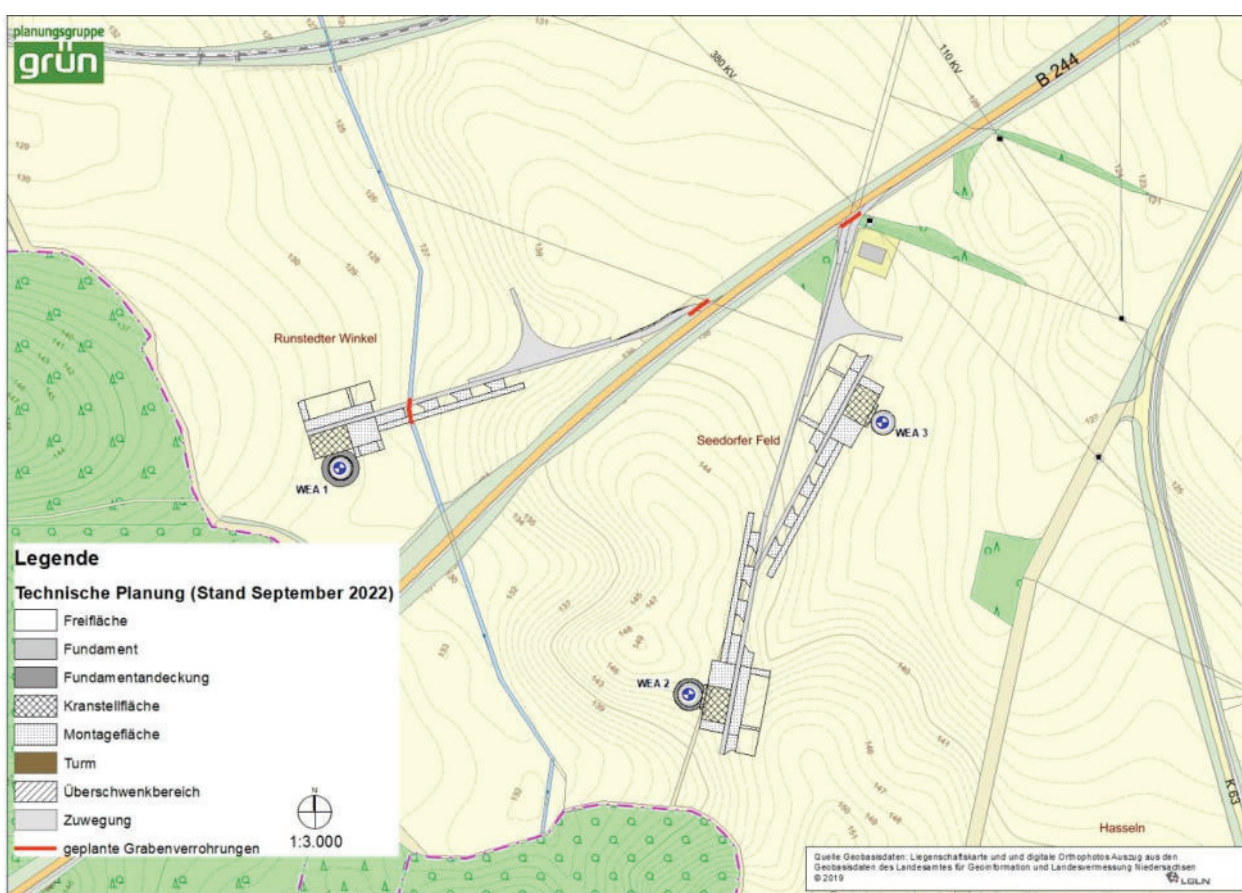 planungsgruppe
grün
380 KV
110 KV
B 244
Runstedter Winkel
Seedorfer Feld
WEA 1
WEA 2
WEA 3
Hasseln
K 63
Legende
Technische Planung (Stand September 2022)
Freifläche
Fundament
Fundamentandeckung
Kranstellfläche
Montagefläche
Turm
Überschwenkbereich
Zuwegung
geplante Grabenverrohrungen
N
1:3.000
Quelle Geobasisdaten: Liegenschaftskarte und und digitale Orthophotos Auszug aus den
Geobasisdaten des Landesamtes für Geoinformation und Landesvermessung Niedersachsen
© 2019
LGLN